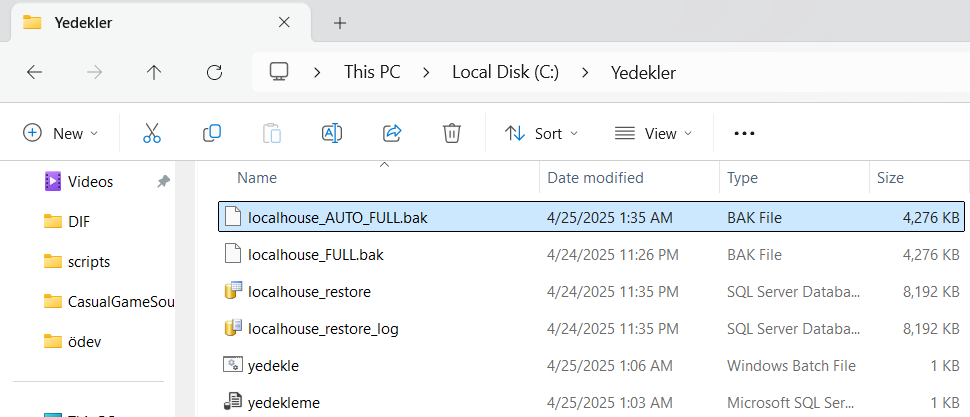 Yedekler
This PC > Local Disk (C:) > Yedekler
New Sort View
Name Date modified Type Size
Videos
DIF
scripts
CasualGameSou
ödev
localhouse_AUTO_FULL.bak 4/25/2025 1:35 AM BAK File 4,276 KB
localhouse_FULL.bak 4/24/2025 11:26 PM BAK File 4,276 KB
localhouse_restore 4/24/2025 11:35 PM SQL Server Databa... 8,192 KB
localhouse_restore_log 4/24/2025 11:35 PM SQL Server Databa... 8,192 KB
yedekle 4/25/2025 1:06 AM Windows Batch File 1 KB
yedekleme 4/25/2025 1:03 AM Microsoft SQL Ser... 1 KB